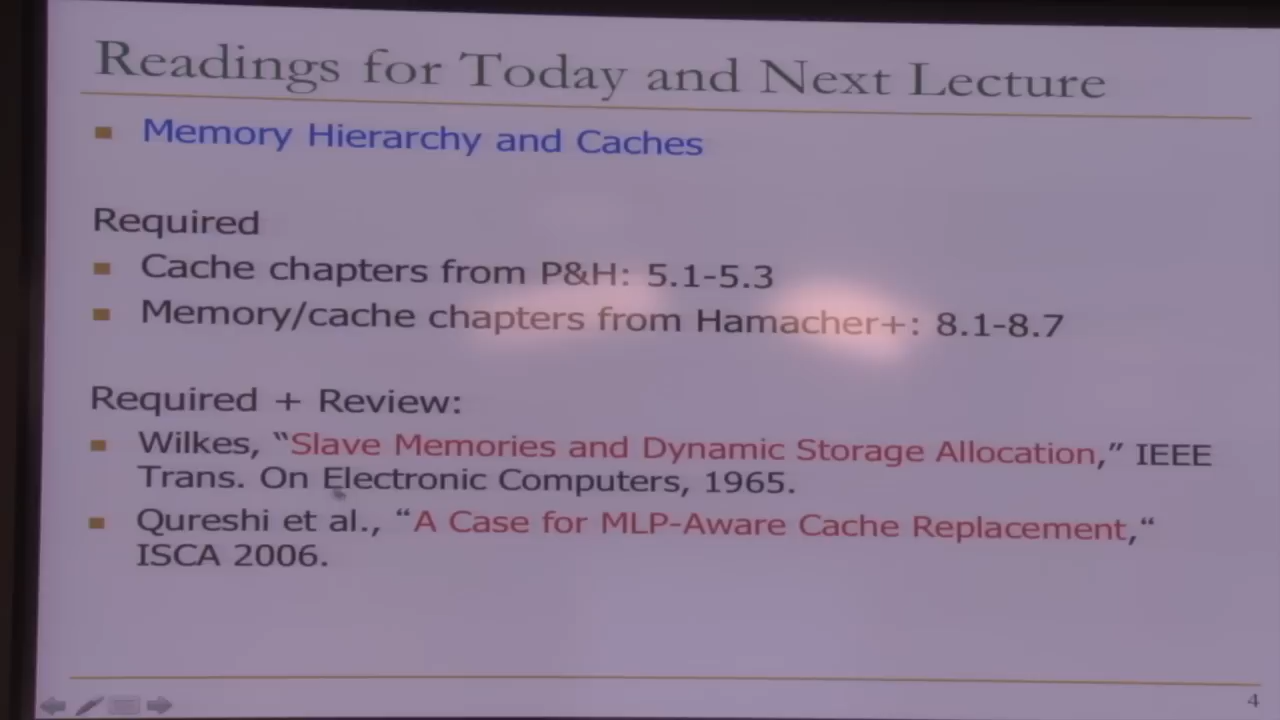 Readings for Today and Next Lecture
Memory Hierarchy and Caches
Required
Cache chapters from P&H: 5.1-5.3
Memory/cache chapters from Hamacher+: 8.1-8.7
Required + Review:
Wilkes, “Slave Memories and Dynamic Storage Allocation,” IEEE
Trans. On Electronic Computers, 1965.
Qureshi et al., “A Case for MLP-Aware Cache Replacement,“
ISCA 2006.
4